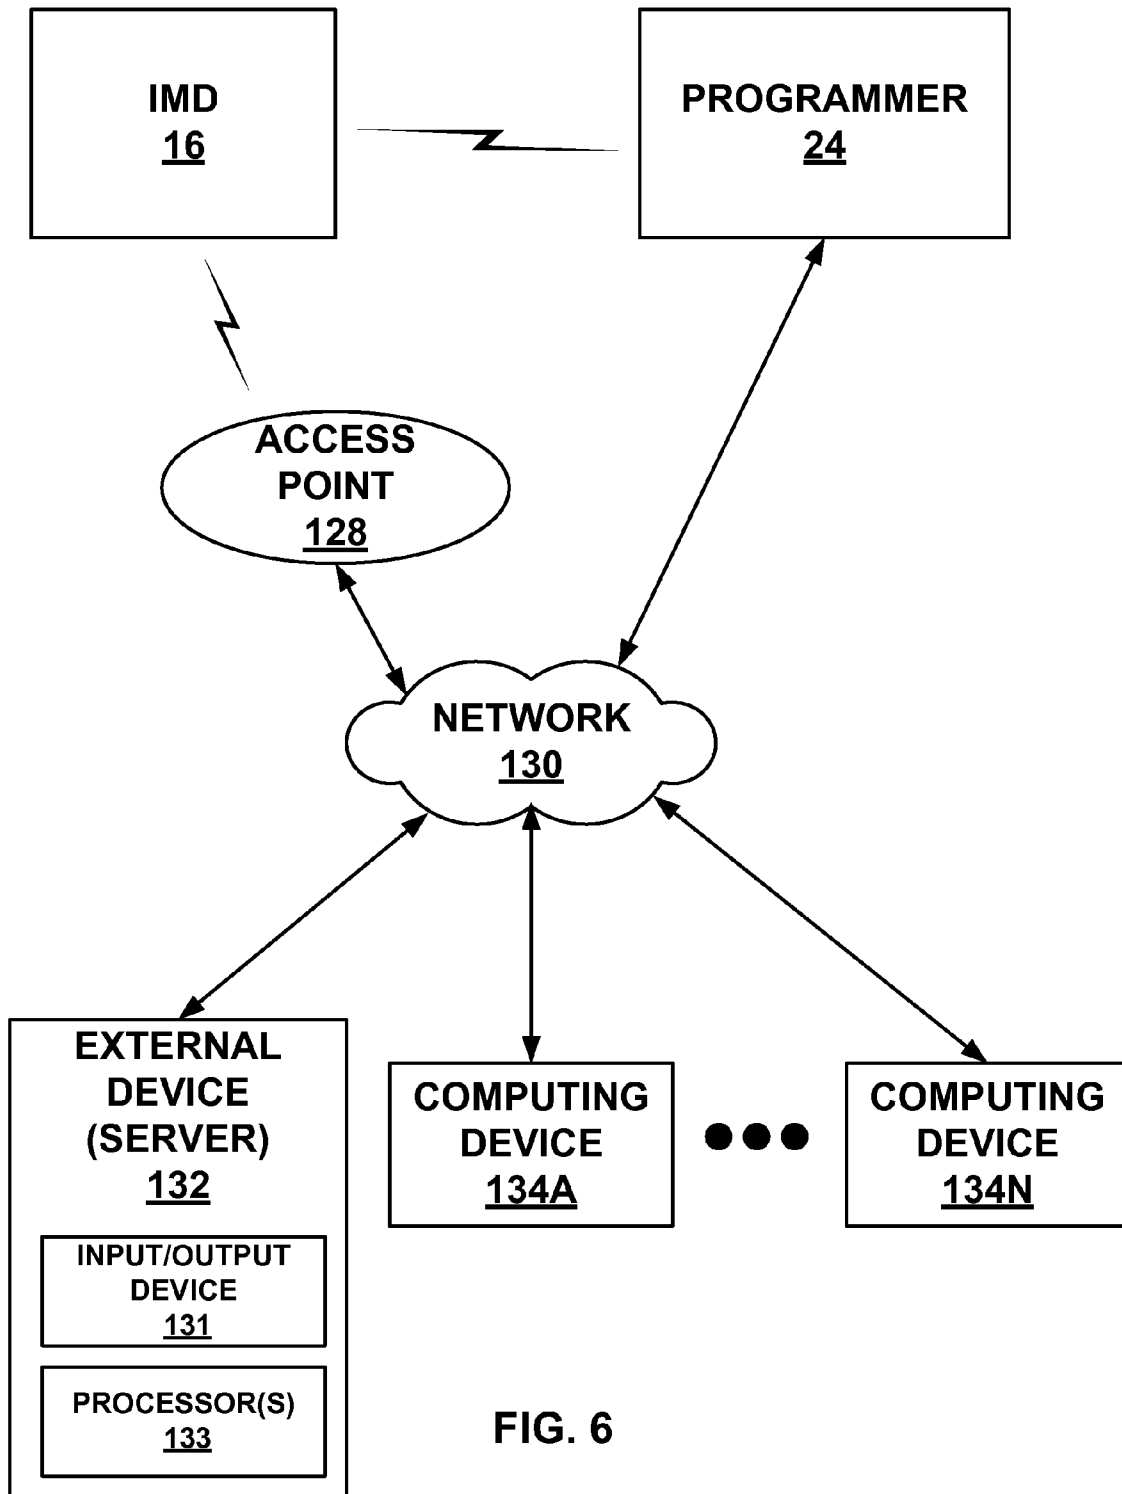 IMD
16
PROGRAMMER
24
ACCESS
POINT
128
NETWORK
130
EXTERNAL
DEVICE
(SERVER)
132
INPUT/OUTPUT
DEVICE
131
PROCESSOR(S)
133
COMPUTING
DEVICE
134A
COMPUTING
DEVICE
134N
FIG. 6